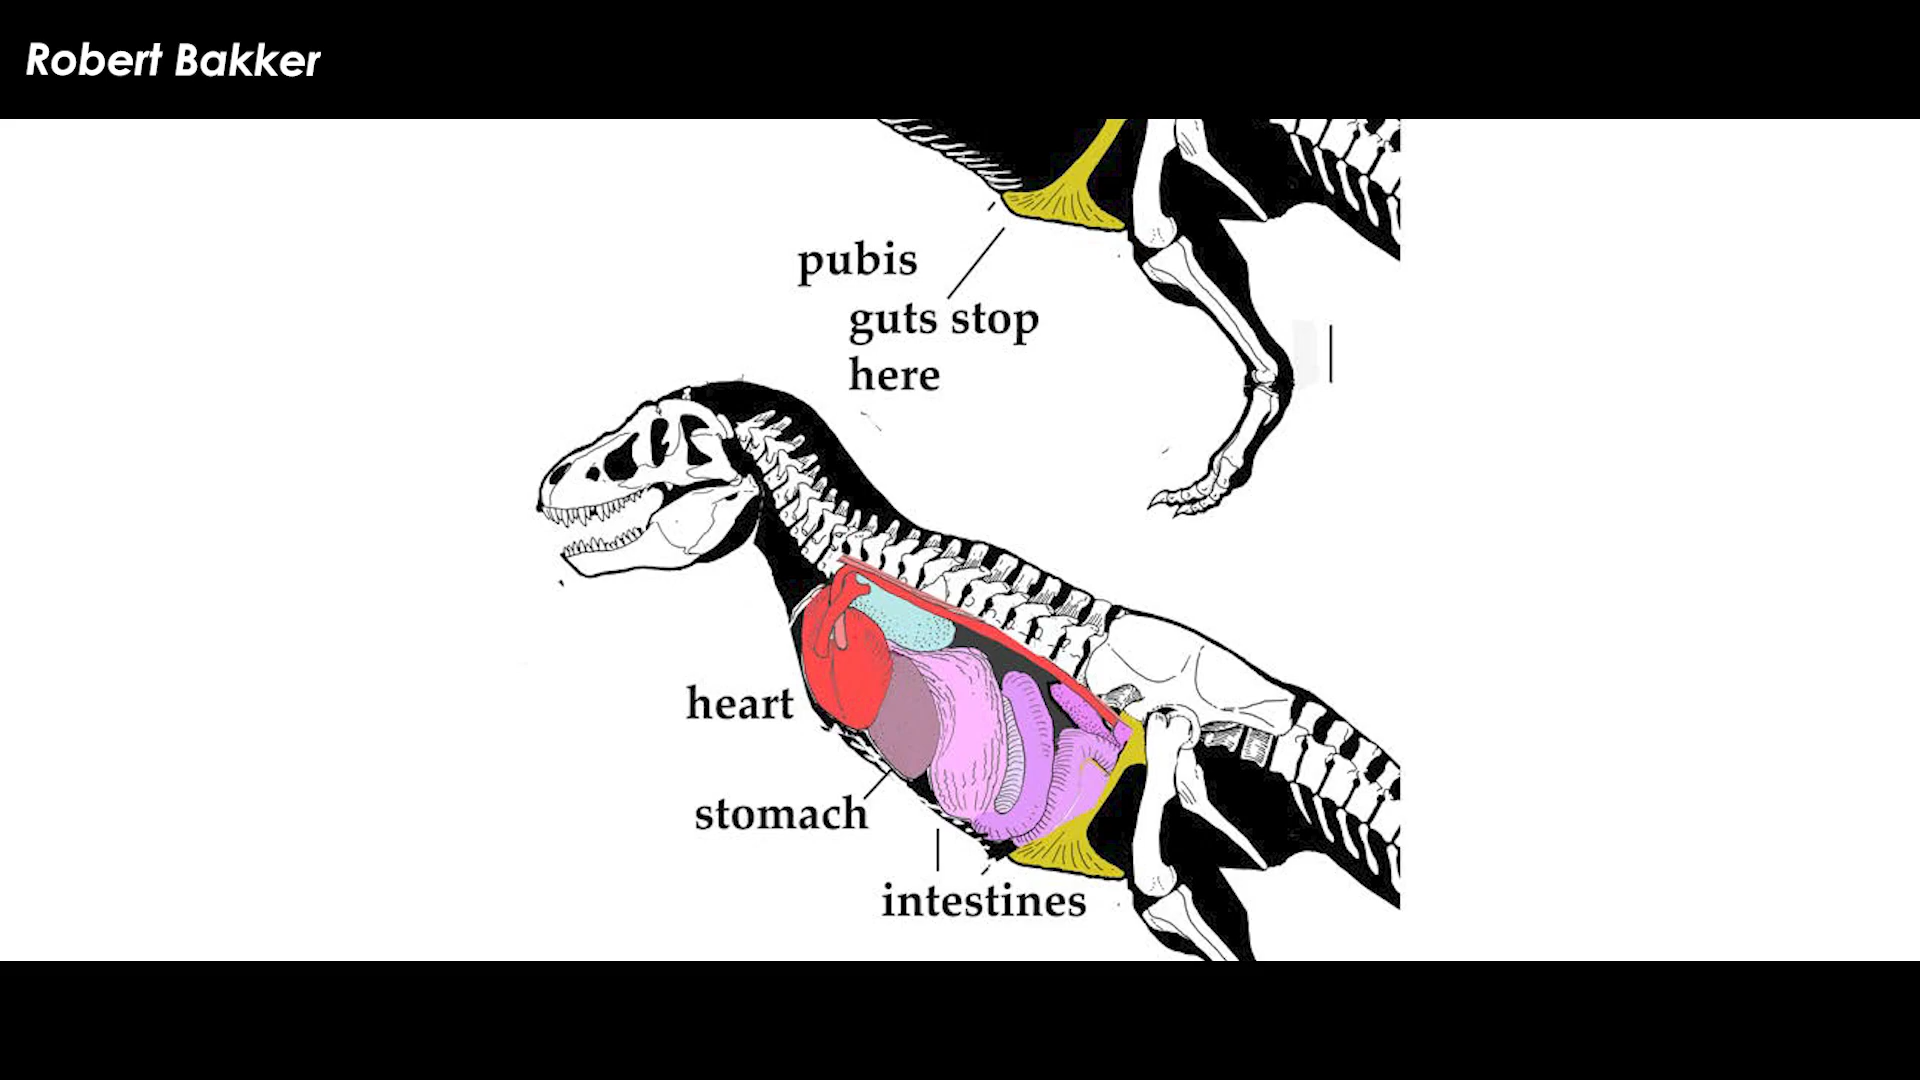 Robert Bakker
pubis
guts stop
here
heart
stomach
intestines